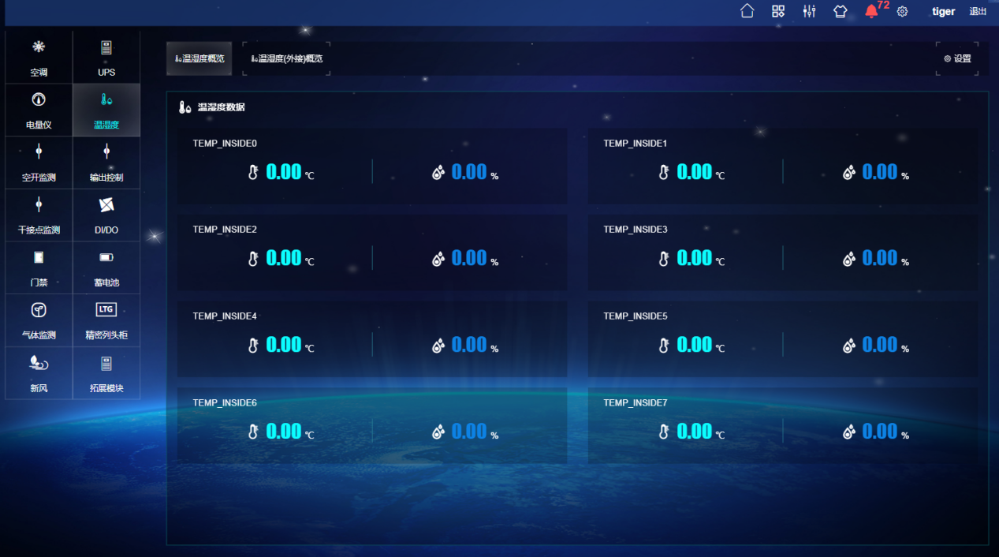 72
tiger 退出
空调 UPS
电量仪 温湿度
空开监测 输出控制
干接点监测 DI/DO
门禁 蓄电池
LTG
气体监测 精密列头柜
新风 拓展模块
温湿度概览 温湿度(外接)概览 设置
温湿度数据
TEMP_INSIDE0 TEMP_INSIDE1
0.00 ℃ 0.00 % 0.00 ℃ 0.00 %
TEMP_INSIDE2 TEMP_INSIDE3
0.00 ℃ 0.00 % 0.00 ℃ 0.00 %
TEMP_INSIDE4 TEMP_INSIDE5
0.00 ℃ 0.00 % 0.00 ℃ 0.00 %
TEMP_INSIDE6 TEMP_INSIDE7
0.00 ℃ 0.00 % 0.00 ℃ 0.00 %